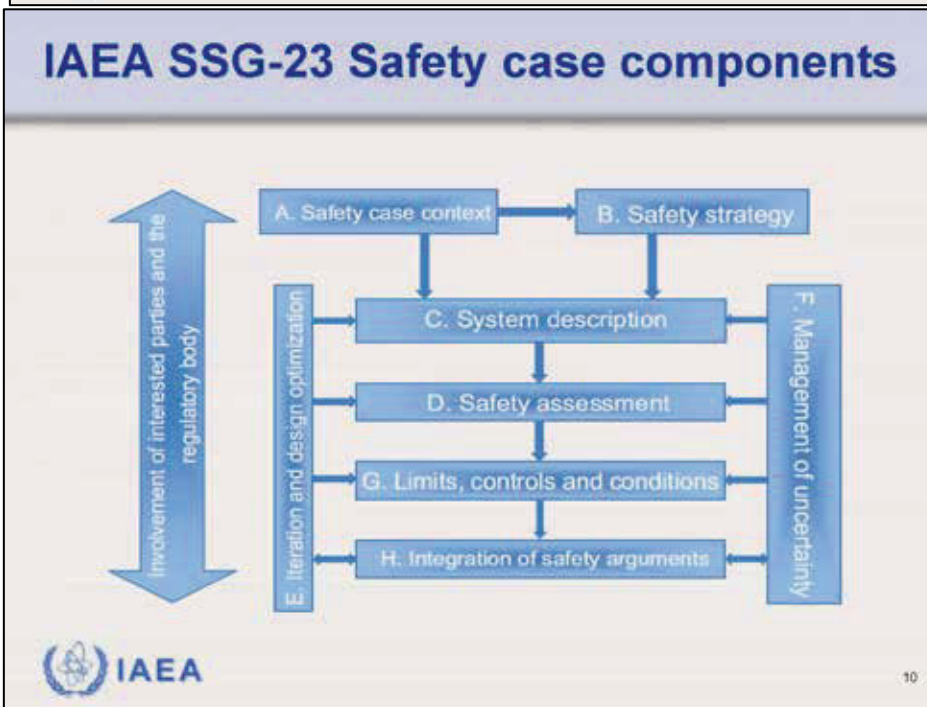 IAEA SSG-23 Safety case components
Involvement of interested parties and the
regulatory body
A. Safety case context
B. Safety strategy
E. Iteration and design optimization
C. System description
D. Safety assessment
G. Limits, controls and conditions
H. Integration of safety arguments
F. Management of uncertainty
IAEA
10